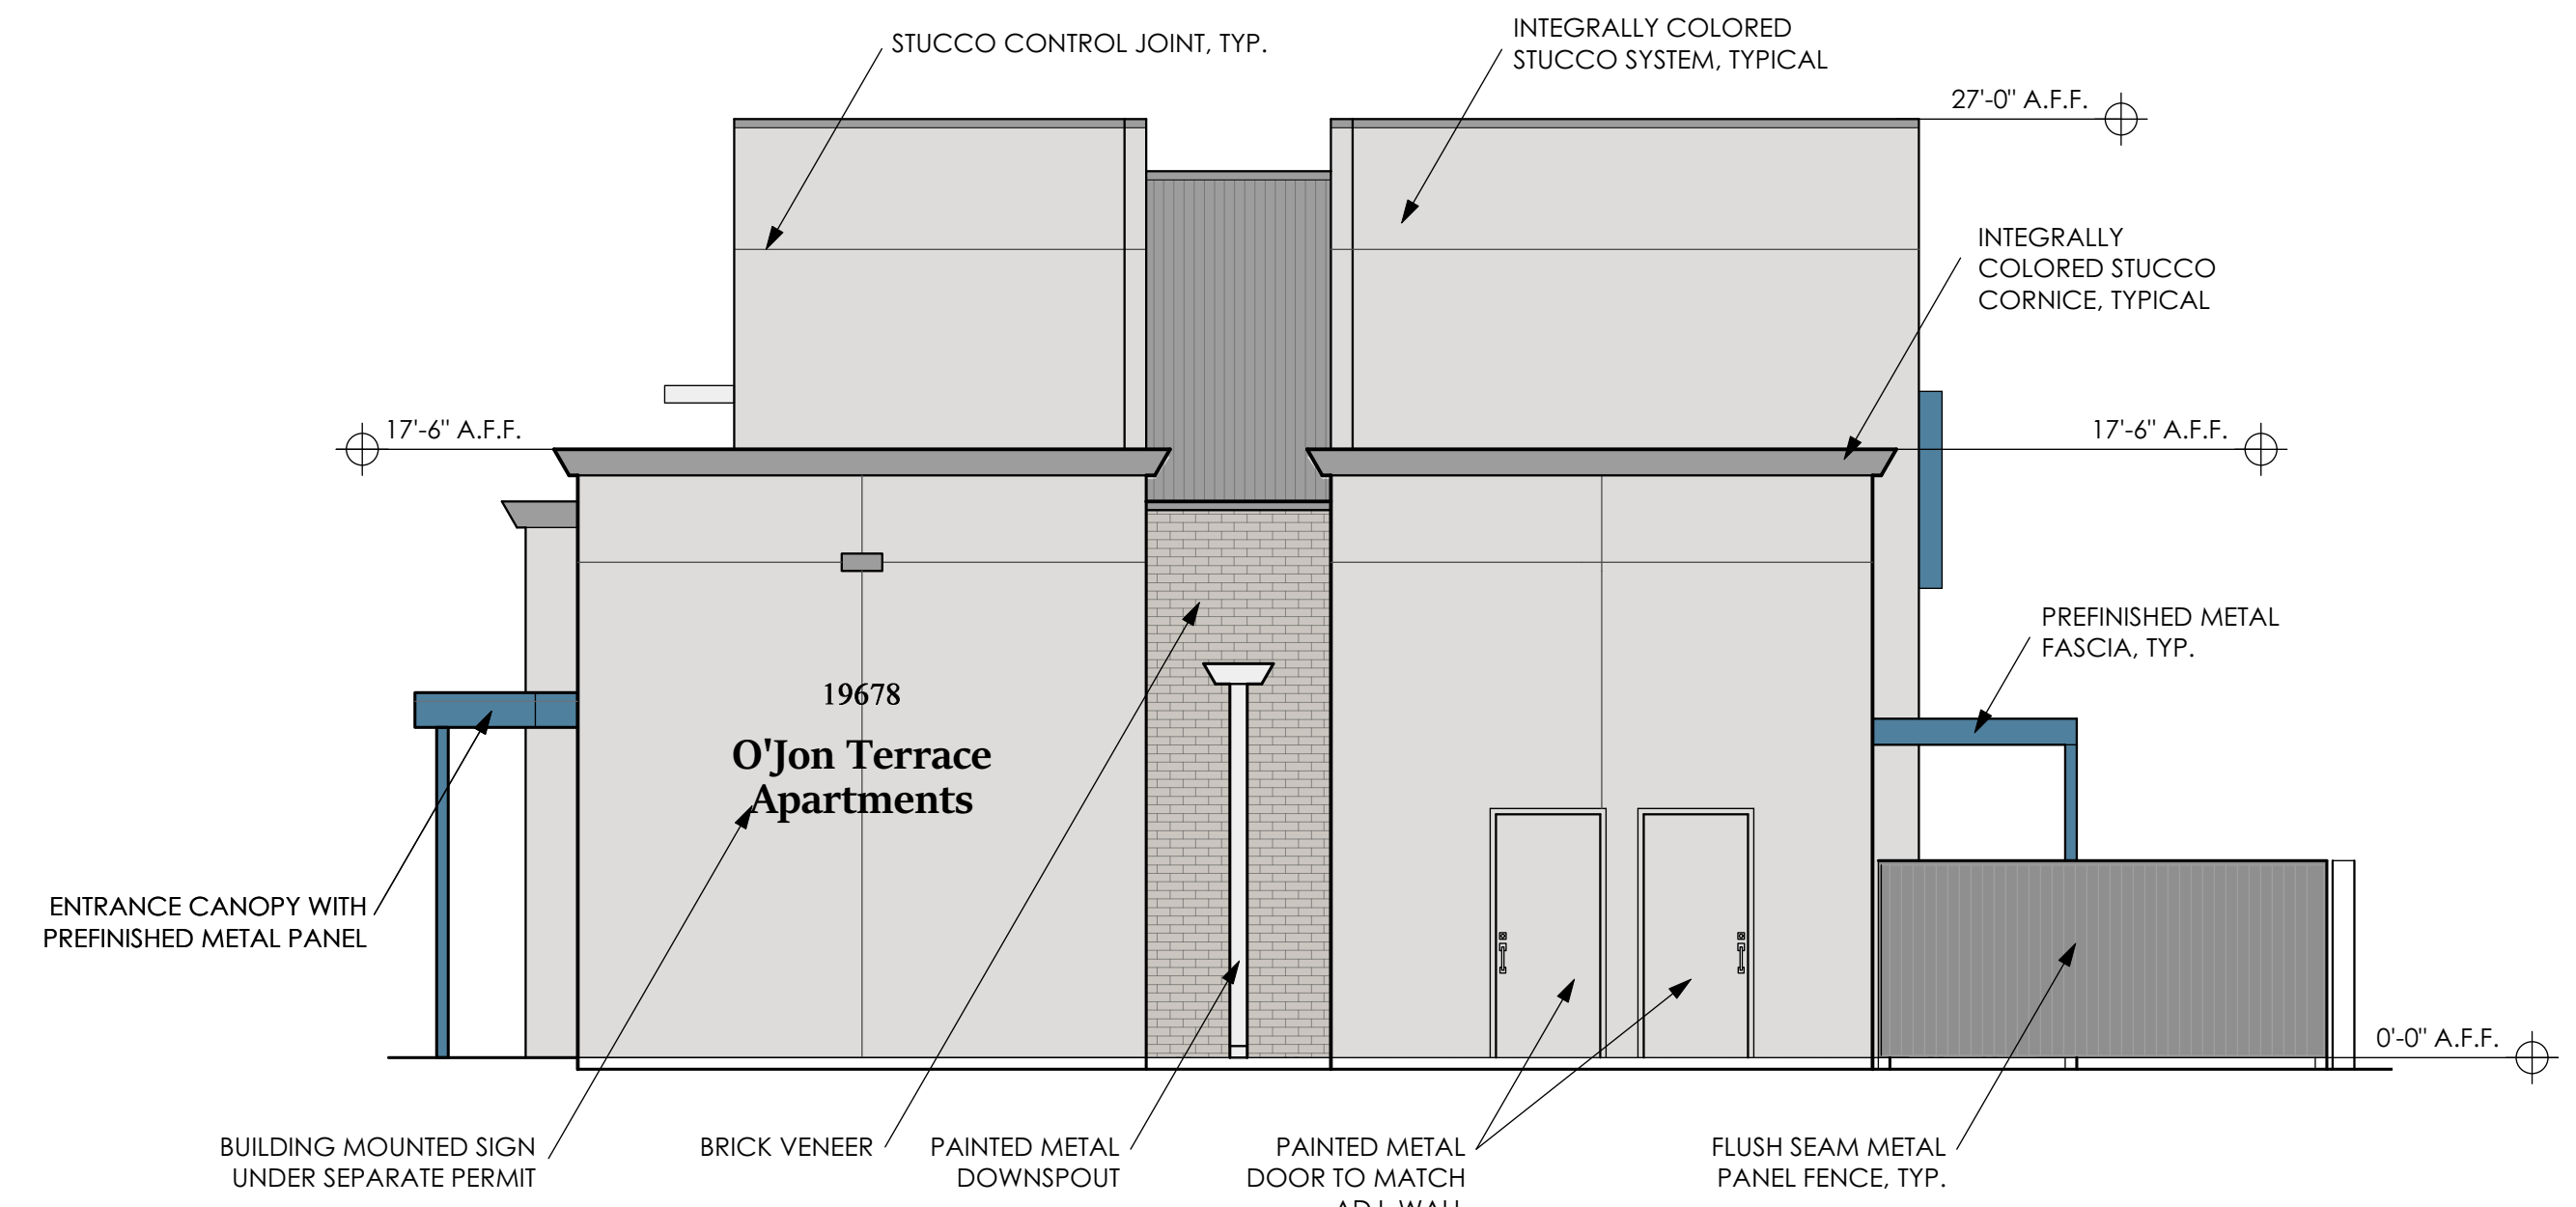 STUCCO CONTROL JOINT, TYP.
INTEGRALLY COLORED
STUCCO SYSTEM, TYPICAL
27'-0" A.F.F.
INTEGRALLY
COLORED STUCCO
CORNICE, TYPICAL
17'-6" A.F.F.
17'-6" A.F.F.
PREFINISHED METAL
FASCIA, TYP.
19678
O'Jon Terrace
Apartments
ENTRANCE CANOPY WITH
PREFINISHED METAL PANEL
0'-0" A.F.F.
BUILDING MOUNTED SIGN
UNDER SEPARATE PERMIT
BRICK VENEER
PAINTED METAL
DOWNSPOUT
PAINTED METAL
DOOR TO MATCH
FLUSH SEAM METAL
PANEL FENCE, TYP.